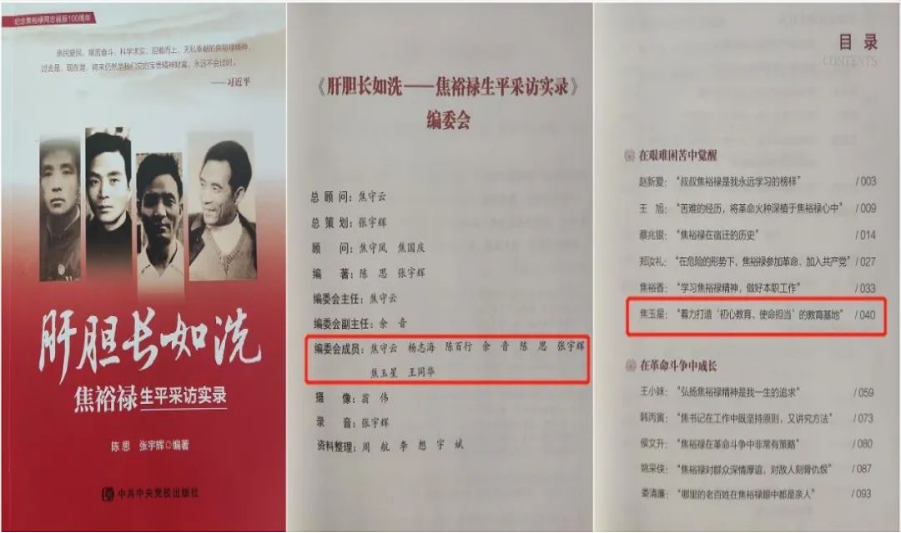 纪念焦裕禄同志诞辰100周年
亲民爱民、艰苦奋斗、科学求实、迎难而上、无私奉献的焦裕禄精神，
过去是、现在是、将来仍然是我们党的宝贵精神财富，永远不会过时。
——习近平
肝胆长如洗
焦裕禄生平采访实录
陈思 张宇辉◎编著
中共中央党校出版社
《肝胆长如洗——焦裕禄生平采访实录》
编委会
总顾问：焦守云
总策划：张宇辉
顾问：焦守凤 焦国庆
编著：陈思 张宇辉
编委会主任：焦守云
编委会副主任：余音
编委会成员：焦守云 杨志海 陈百行 余音 陈思 张宇辉
焦玉星 王同华
摄像：翁伟
录音：张宇辉
资料整理：周航 李想 宇斌
目录
CONTENTS
在艰难困苦中觉醒
赵新爱：“叔叔焦裕禄是我永远学习的榜样” / 003
王旭：“苦难的经历，将革命火种深植于焦裕禄心中” / 009
蔡兆银：“焦裕禄在宿迁的历史” / 014
郑汝礼：“在危险的形势下，焦裕禄参加革命、加入共产党” / 027
焦裕香：“学习焦裕禄精神，做好本职工作” / 033
焦玉星：“着力打造‘初心教育、使命担当’的教育基地” / 040
在革命斗争中成长
王小妹：“弘扬焦裕禄精神是我一生的追求” / 059
韩丙寅：“焦书记在工作中既坚持原则，又讲究方法” / 073
侯文升：“焦裕禄在革命斗争中非常有策略” / 080
姚采侠：“焦裕禄对群众深情厚谊，对敌人刻骨仇恨” / 087
娄清廉：“哪里的老百姓在焦裕禄眼中都是亲人” / 093